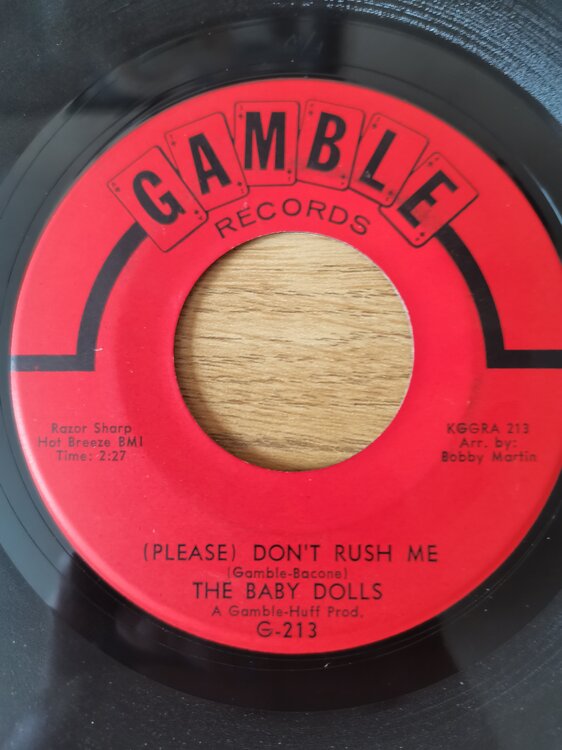 GAMBLE
RECORDS
Razor Sharp
Hot Breeze BMI
Time: 2:27
KGGRA 213
Arr. by:
Bobby Martin
(PLEASE) DON'T RUSH ME
(Gamble-Bacone)
THE BABY DOLLS
A Gamble-Huff Prod.
G-213